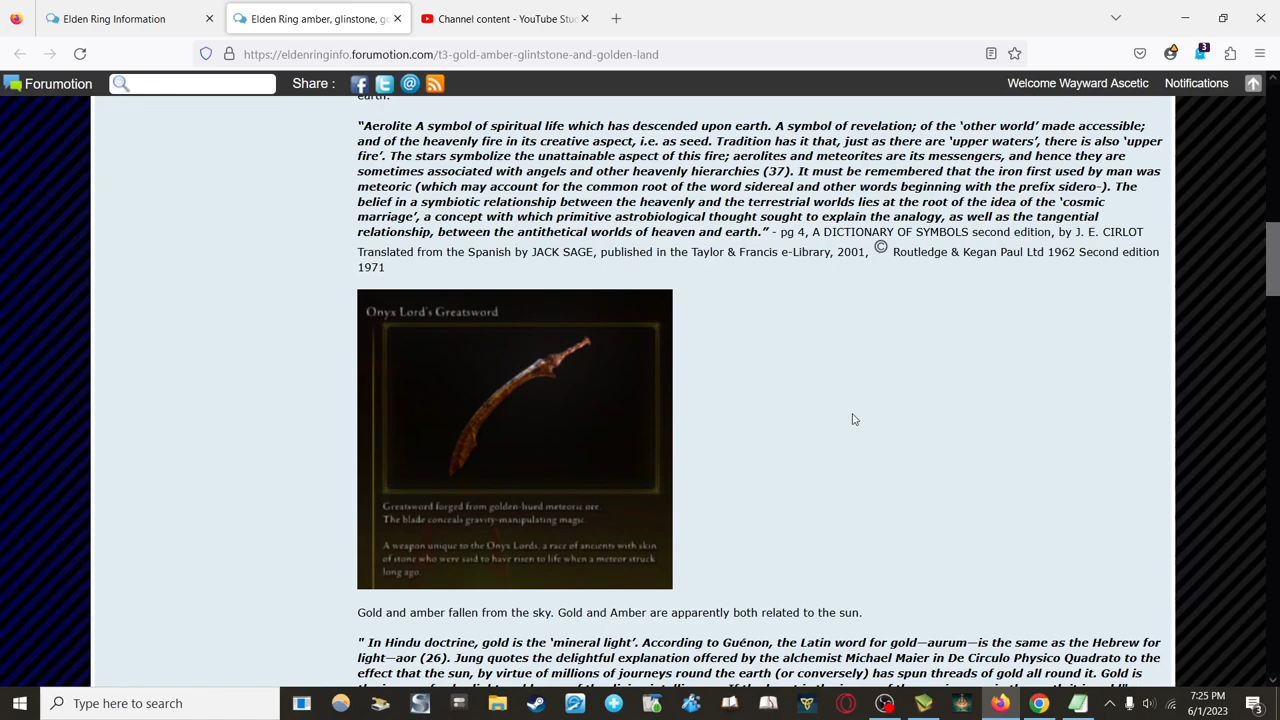 Elden Ring Information
Elden Ring amber, glinstone, go
Channel content - YouTube Stu
https://eldenringinfo.forumotion.com/t3-gold-amber-glintstone-and-golden-land
3
Forumotion
Share :
Welcome Wayward Ascetic
Notifications
earth.
“Aerolite A symbol of spiritual life which has descended upon earth. A symbol of revelation; of the ‘other world’ made accessible;
and of the heavenly fire in its creative aspect, i.e. as seed. Tradition has it that, just as there are ‘upper waters’, there is also ‘upper
fire’. The stars symbolize the unattainable aspect of this fire; aerolites and meteorites are its messengers, and hence they are
sometimes associated with angels and other heavenly hierarchies (37). It must be remembered that the iron first used by man was
meteoric (which may account for the common root of the word sidereal and other words beginning with the prefix sidero-). The
belief in a symbiotic relationship between the heavenly and the terrestrial worlds lies at the root of the idea of the ‘cosmic
marriage’, a concept with which primitive astrobiological thought sought to explain the analogy, as well as the tangential
relationship, between the antithetical worlds of heaven and earth.” - pg 4, A DICTIONARY OF SYMBOLS second edition, by J. E. CIRLOT
Translated from the Spanish by JACK SAGE, published in the Taylor & Francis e-Library, 2001, © Routledge & Kegan Paul Ltd 1962 Second edition
1971
Onyx Lord's Greatsword
Greatsword forged from golden-hued meteoric ore.
The blade conceals gravity-manipulating magic.
A weapon unique to the Onyx Lords, a race of ancients with skin
of stone who were said to have risen to life when a meteor struck
long ago.
Gold and amber fallen from the sky. Gold and Amber are apparently both related to the sun.
" In Hindu doctrine, gold is the ‘mineral light’. According to Guénon, the Latin word for gold—aurum—is the same as the Hebrew for
light—aor (26). Jung quotes the delightful explanation offered by the alchemist Michael Maier in De Circulo Physico Quadrato to the
effect that the sun, by virtue of millions of journeys round the earth (or conversely) has spun threads of gold all round it. Gold is
Type here to search
7:25 PM
6/1/2023
3